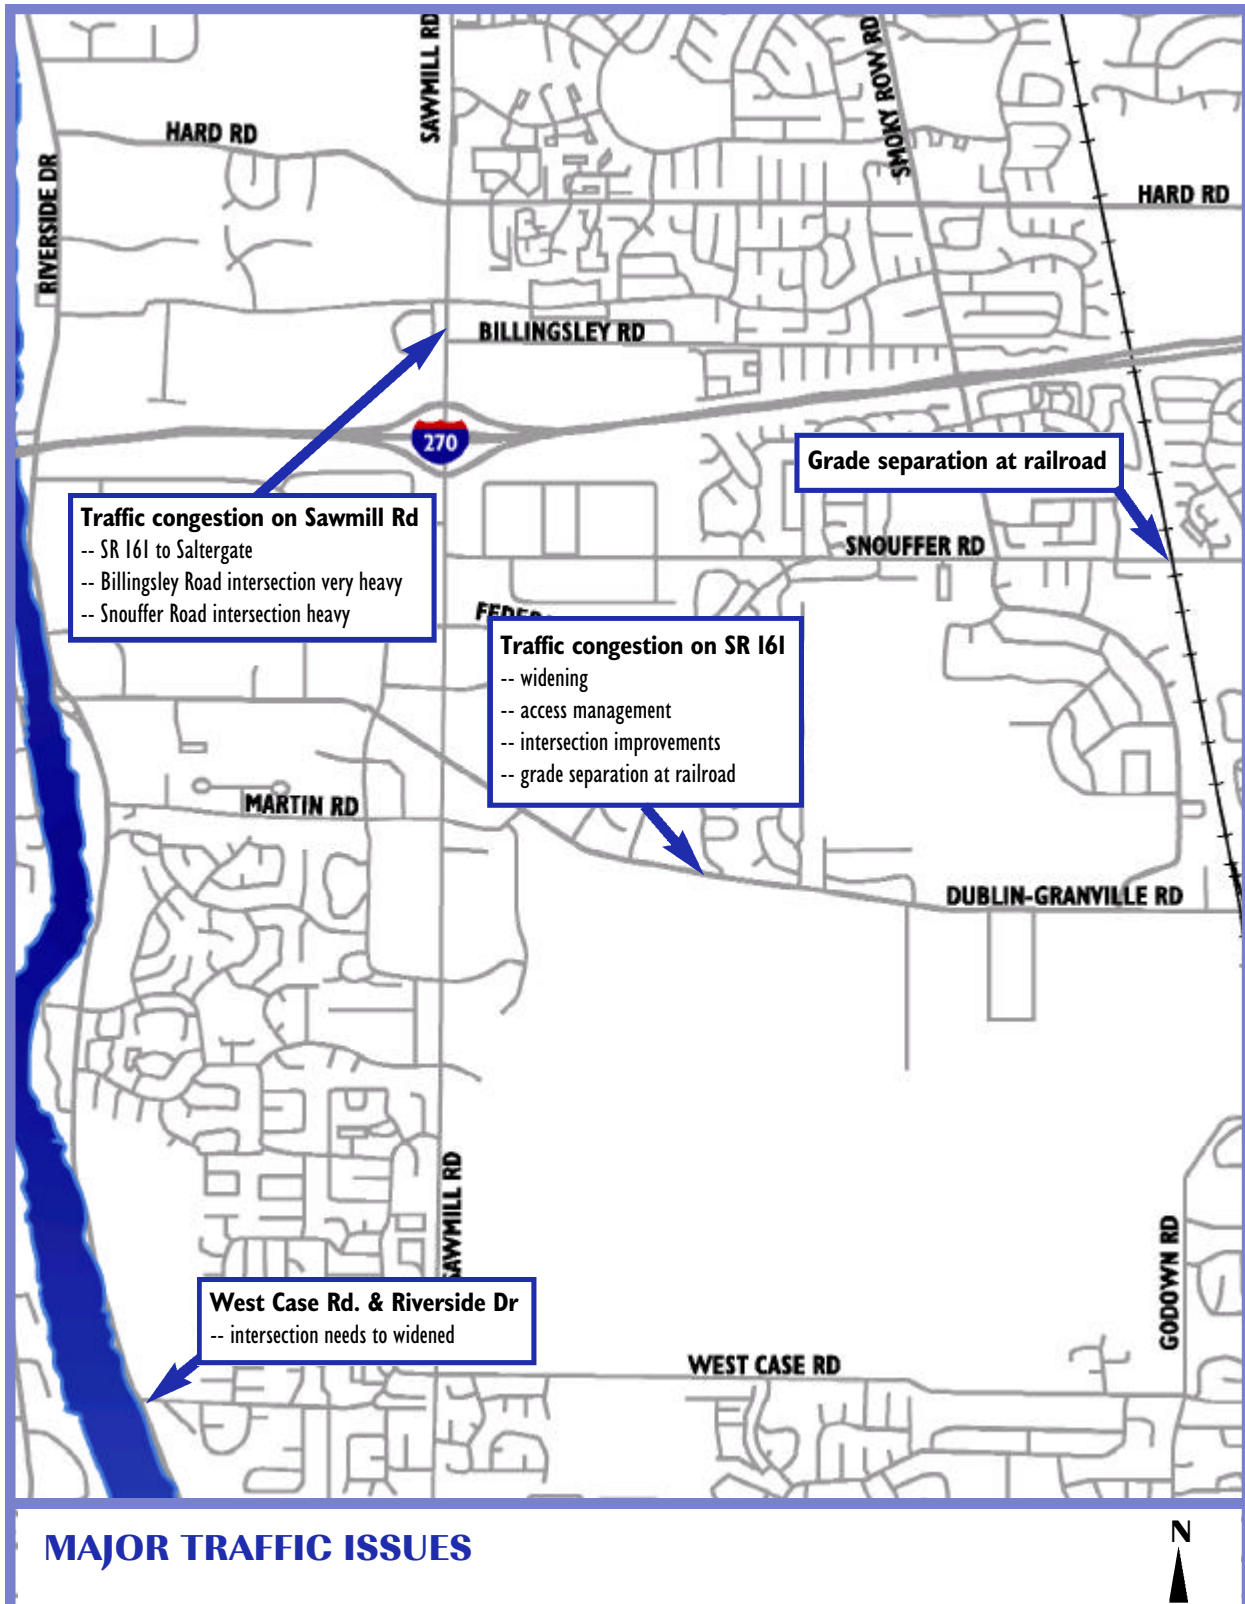 SAWMILL RD
SMOKY ROW RD
HARD RD
RIVERSIDE DR
HARD RD
BILLINGSLEY RD
270
Grade separation at railroad
Traffic congestion on Sawmill Rd
-- SR 161 to Saltergate
-- Billingsley Road intersection very heavy
-- Snouffer Road intersection heavy
SNOUFFER RD
Traffic congestion on SR 161
-- widening
-- access management
-- intersection improvements
-- grade separation at railroad
MARTIN RD
DUBLIN-GRANVILLE RD
SAWMILL RD
GODOWN RD
West Case Rd. & Riverside Dr
-- intersection needs to widened
WEST CASE RD
MAJOR TRAFFIC ISSUES
N